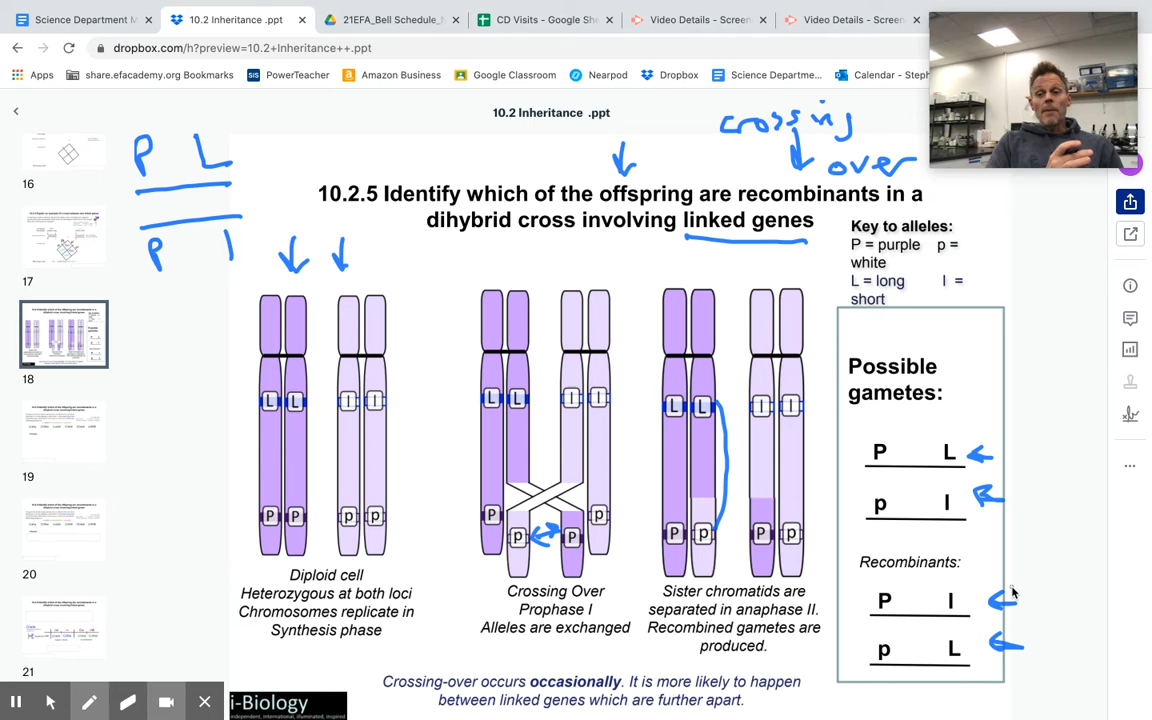 Science Department M
10.2 Inheritance .ppt
21EFA_Bell Schedule_
CD Visits - Google She
Video Details - Screen
Video Details - Screen
dropbox.com/h?preview=10.2+Inheritance++.ppt
Apps
share.efacademy.org Bookmarks
SIS PowerTeacher
Amazon Business
Google Classroom
Nearpod
Dropbox
Science Departme...
Calendar - Steph
10.2 Inheritance .ppt
16
17
18
19
20
21
P L
p l
crossing
over
10.2.5 Identify which of the offspring are recombinants in a
dihybrid cross involving linked genes
Key to alleles:
P = purple p =
white
L = long l =
short
L L l l
P P p p
L L l l
P p P p
L L l l
P p P p
Diploid cell
Heterozygous at both loci
Chromosomes replicate in
Synthesis phase
Crossing Over
Prophase I
Alleles are exchanged
Sister chromatids are
separated in anaphase II.
Recombined gametes are
produced.
Possible
gametes:
P L
p l
Recombinants:
P l
p L
Crossing-over occurs occasionally. It is more likely to happen
between linked genes which are further apart.
i-Biology